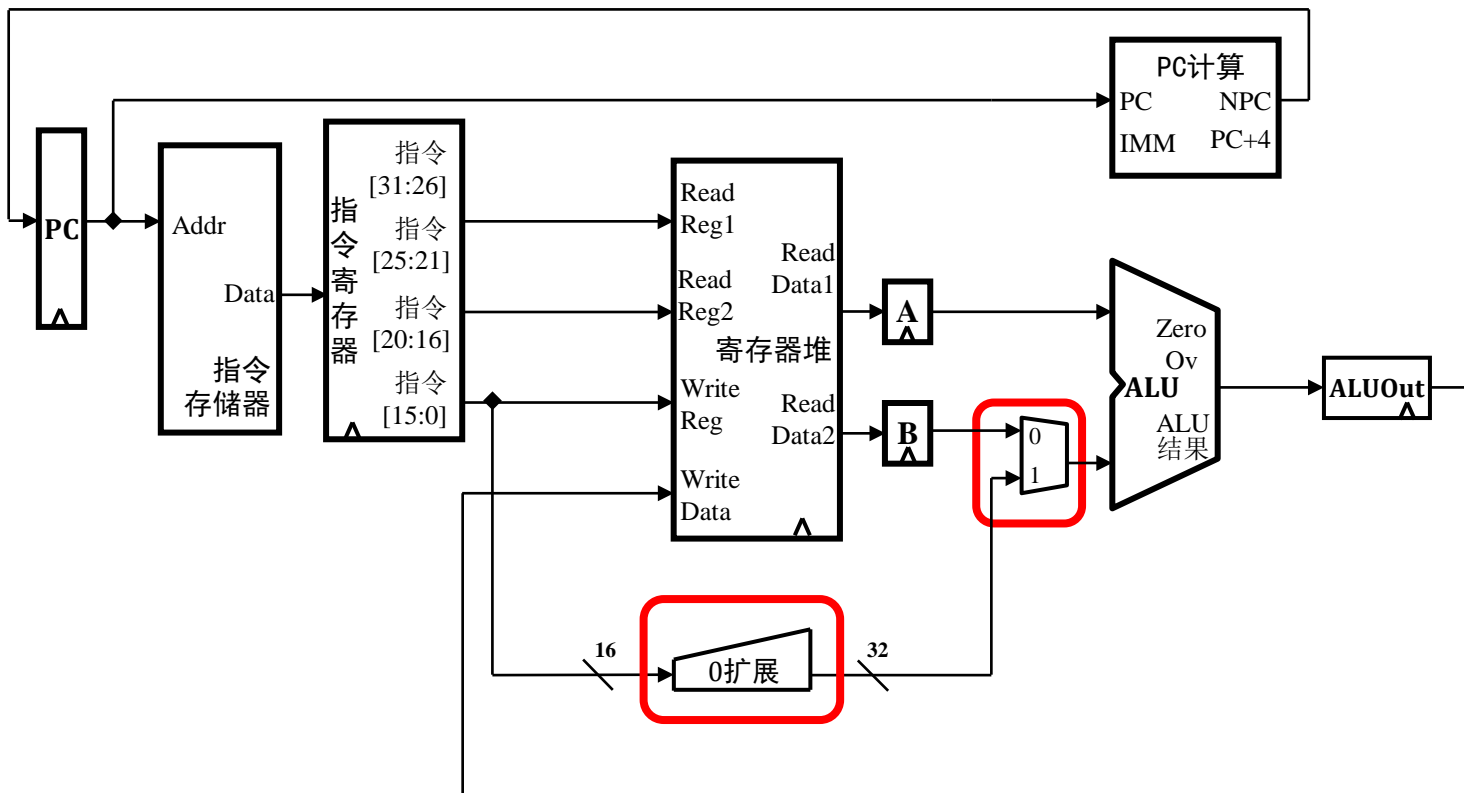 PC计算
PC
NPC
IMM
PC+4
PC
Addr
Data
指令
存储器
指令寄存器
指令
[31:26]
指令
[25:21]
指令
[20:16]
指令
[15:0]
Read
Reg1
Read
Reg2
Write
Reg
Write
Data
Read
Data1
寄存器堆
Read
Data2
A
B
0
1
Zero
Ov
ALU
ALU
结果
ALUOut
16
0扩展
32